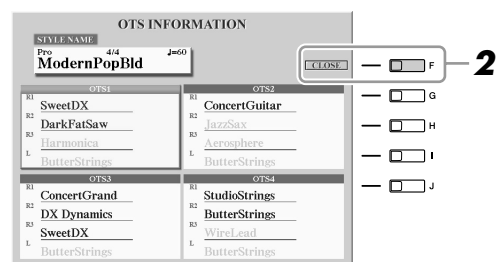 OTS INFORMATION
STYLE NAME
Pro 4/4 ♩=60
ModernPopBld
CLOSE
F
2
G
H
I
J
OTS1
R1 SweetDX
R2 DarkFatSaw
R3 Harmonica
L ButterStrings
OTS2
R1 ConcertGuitar
R2 JazzSax
R3 Aerosphere
L ButterStrings
OTS3
R1 ConcertGrand
R2 DX Dynamics
R3 SweetDX
L ButterStrings
OTS4
R1 StudioStrings
R2 ButterStrings
R3 WireLead
L ButterStrings